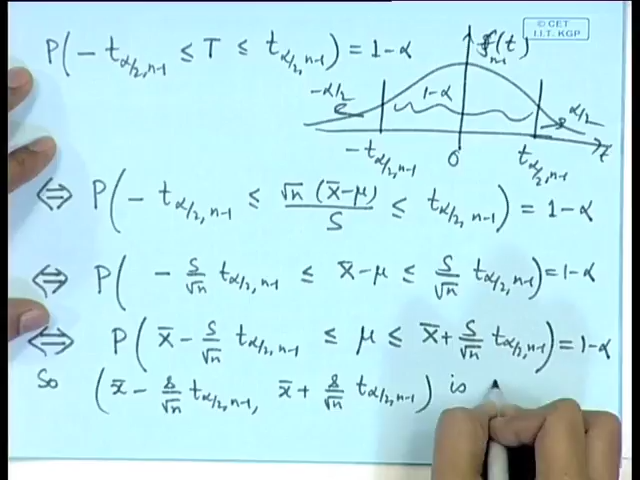 © CET
I.I.T. KGP
P(- t_{α/2, n-1} ≤ T ≤ t_{α/2, n-1}) = 1-α
f_{n-1}(t)
-α/2
1-α
α/2
-t_{α/2, n-1}
0
t_{α/2, n-1}
t
⇔ P(- t_{α/2, n-1} ≤ √n (x̄-μ)/S ≤ t_{α/2, n-1}) = 1-α
⇔ P( - S/√n t_{α/2, n-1} ≤ x̄-μ ≤ S/√n t_{α/2, n-1}) = 1-α
⇔ P( x̄ - S/√n t_{α/2, n-1} ≤ μ ≤ x̄ + S/√n t_{α/2, n-1}) = 1-α
So (x̄ - s/√n t_{α/2, n-1}, x̄ + s/√n t_{α/2, n-1}) is